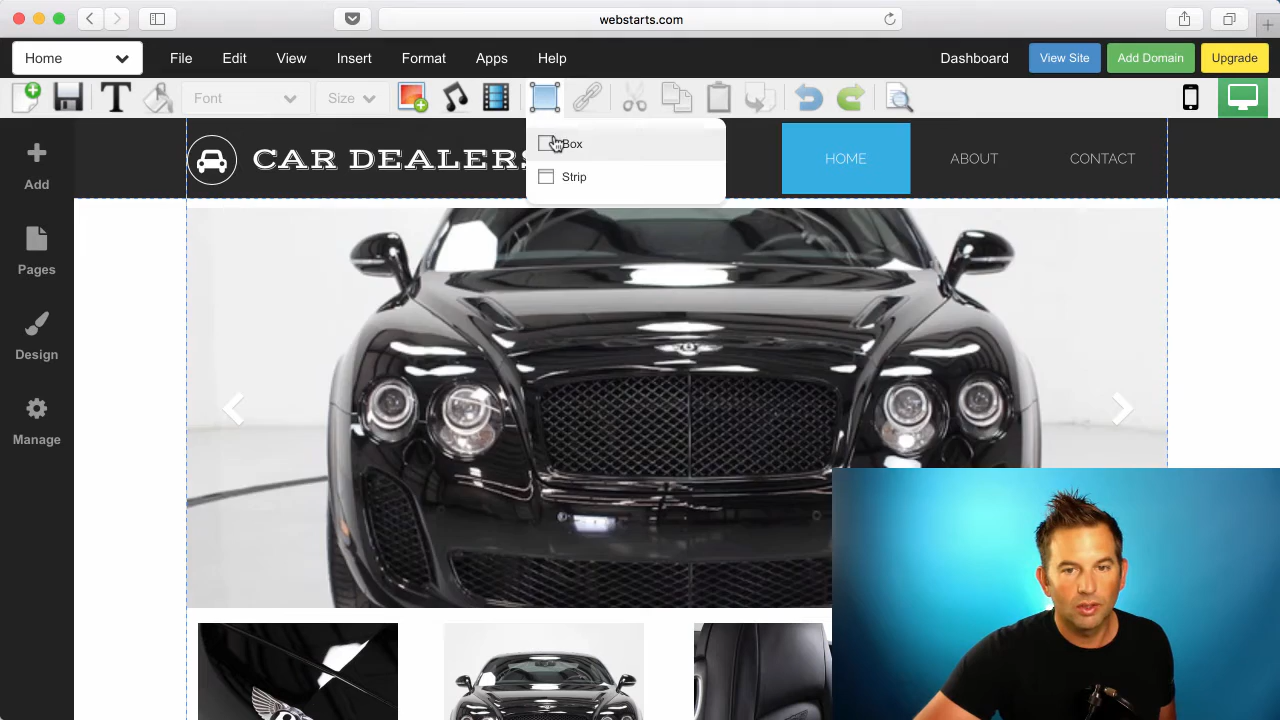 webstarts.com
Home File Edit View Insert Format Apps Help Dashboard View Site Add Domain Upgrade
T Font Size
Box
Strip
CAR DEALERS
HOME ABOUT CONTACT
Add
Pages
Design
Manage